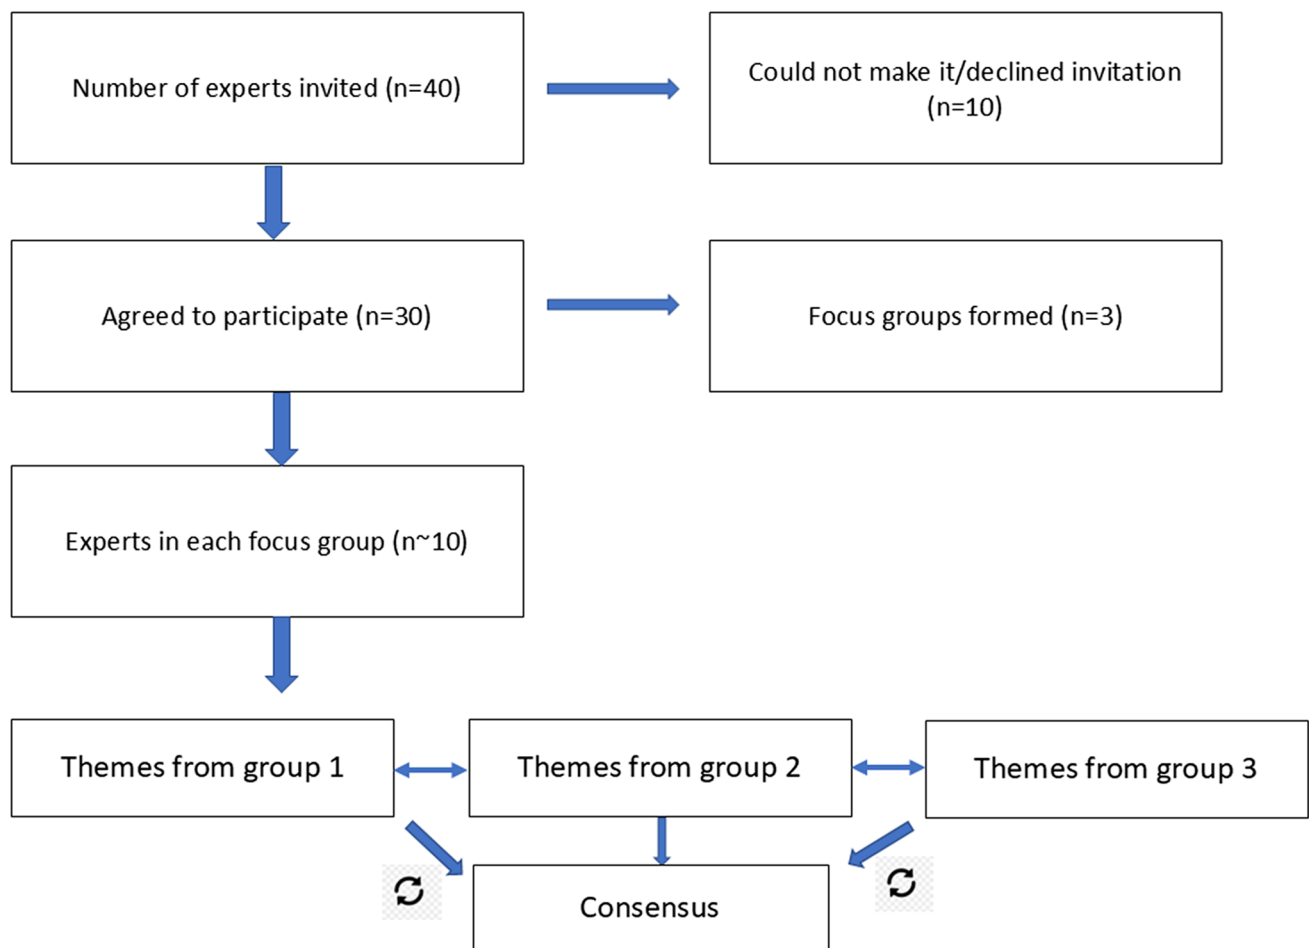 Number of experts invited (n=40)
Could not make it/declined invitation
(n=10)
Agreed to participate (n=30)
Focus groups formed (n=3)
Experts in each focus group (n~10)
Themes from group 1
Themes from group 2
Themes from group 3
Consensus